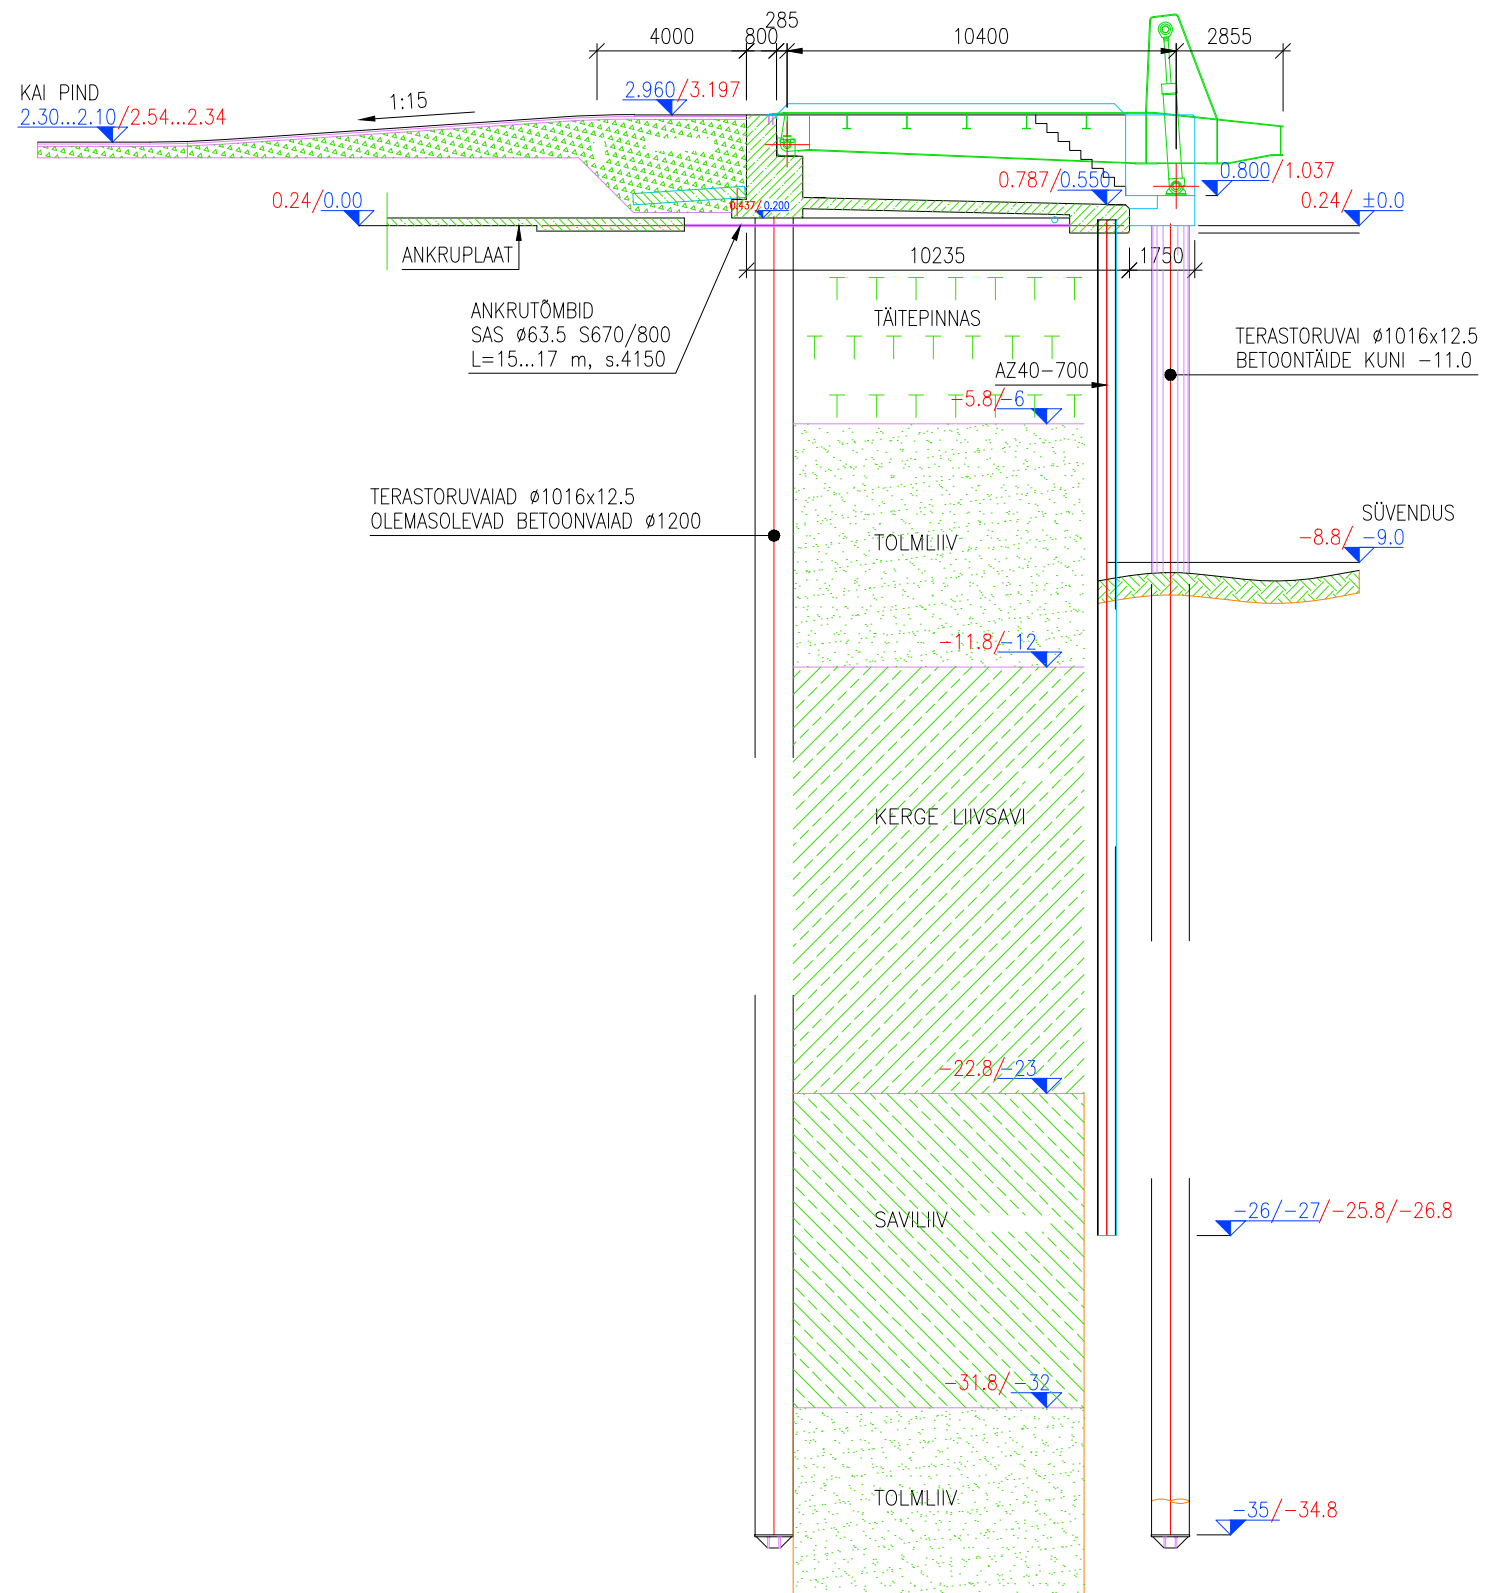 285
4000
800
10400
2855
KAI PIND
2.30...2.10/2.54...2.34
1:15
2.960/3.197
0.787/0.550
0.800/1.037
0.24/0.00
0.437/0.200
0.24/ ±0.0
ANKRUPLAAT
10235
1750
ANKRUTÕMBID
SAS ø63.5 S670/800
L=15...17 m, s.4150
TÄITEPINNAS
TERASTORUVAI ø1016x12.5
BETOONTÄIDE KUNI -11.0
AZ40-700
-5.8/-6
TERASTORUVAIAD ø1016x12.5
OLEMASOLEVAD BETOONVAIAD ø1200
TOLMLIIV
SÜVENDUS
-8.8/ -9.0
-11.8/-12
KERGE LIIVSAVI
-22.8/-23
SAVILIIV
-26/-27/-25.8/-26.8
-31.8/-32
TOLMLIIV
-35/-34.8